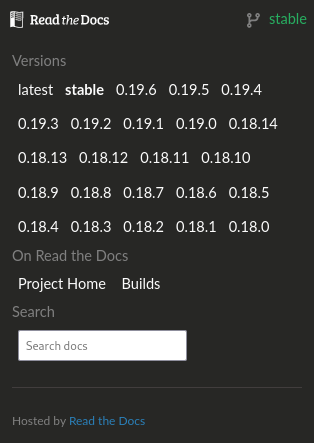 Read the Docs stable
Versions
latest stable 0.19.6 0.19.5 0.19.4
0.19.3 0.19.2 0.19.1 0.19.0 0.18.14
0.18.13 0.18.12 0.18.11 0.18.10
0.18.9 0.18.8 0.18.7 0.18.6 0.18.5
0.18.4 0.18.3 0.18.2 0.18.1 0.18.0
On Read the Docs
Project Home Builds
Search
Search docs
Hosted by Read the Docs